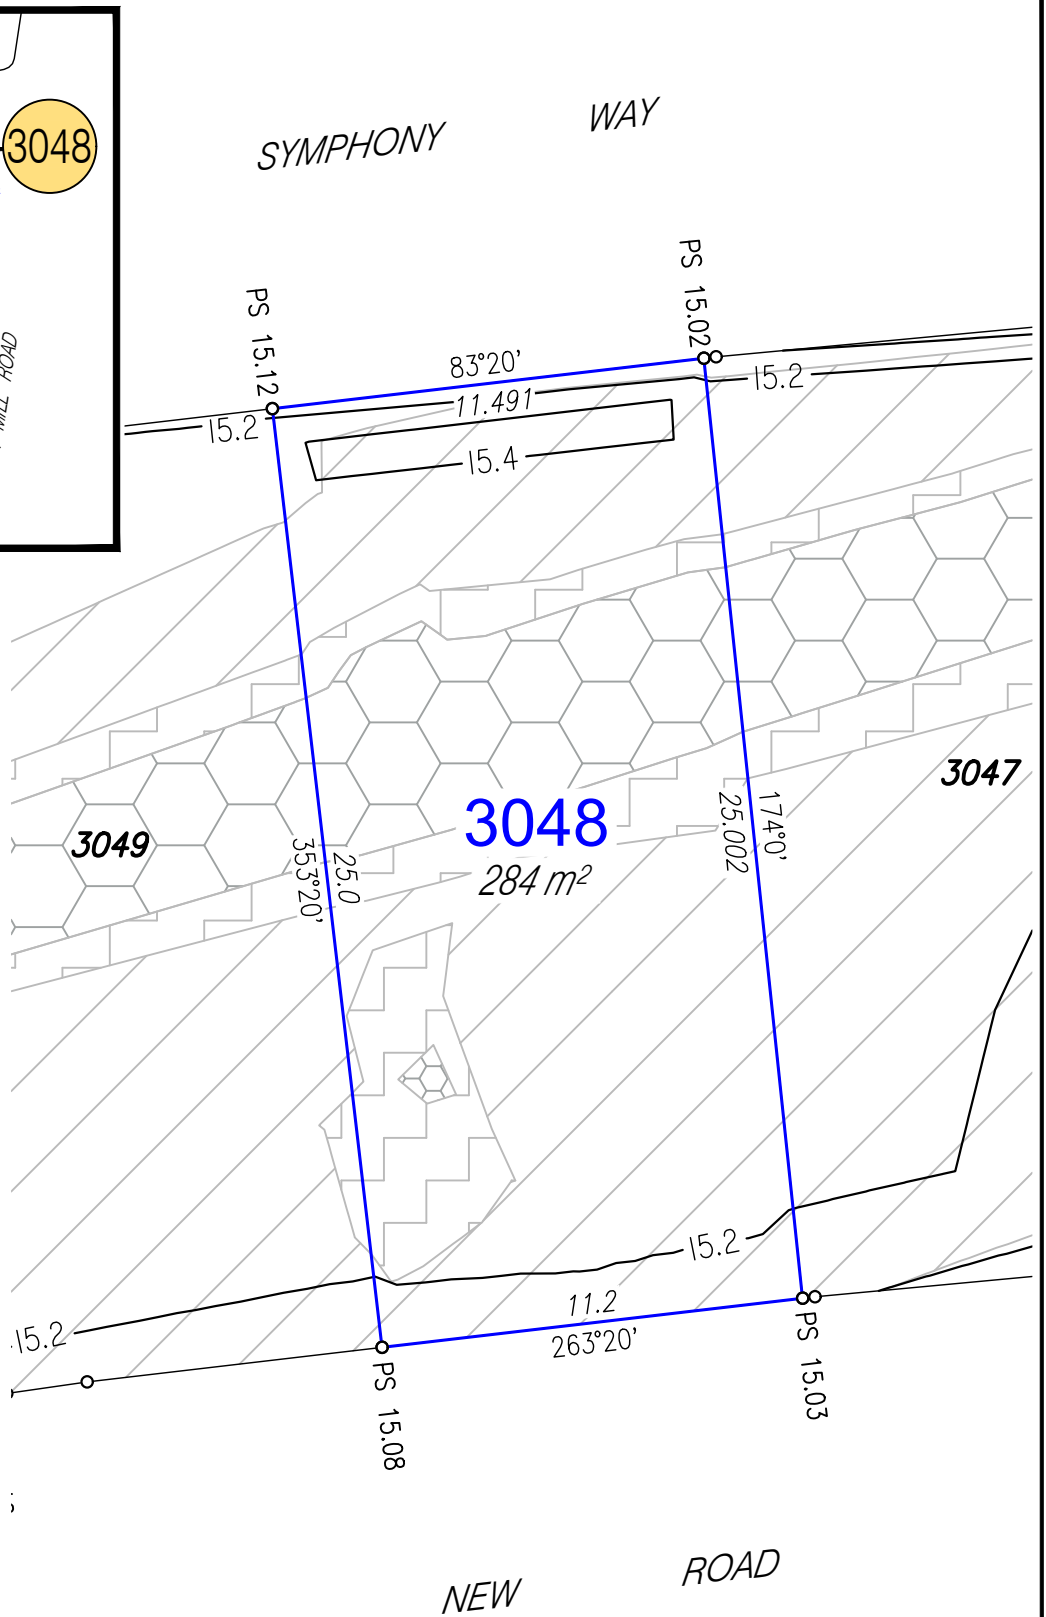 SYMPHONY WAY
3048
PS 15.02
PS 15.12
MILL ROAD
83°20'
11.491
15.2
15.2
15.4
3047
3048
284 m²
3049
174°0'
25.002
25.0
353°20'
15.2
11.2
263°20'
15.2
PS 15.03
PS 15.08
NEW ROAD